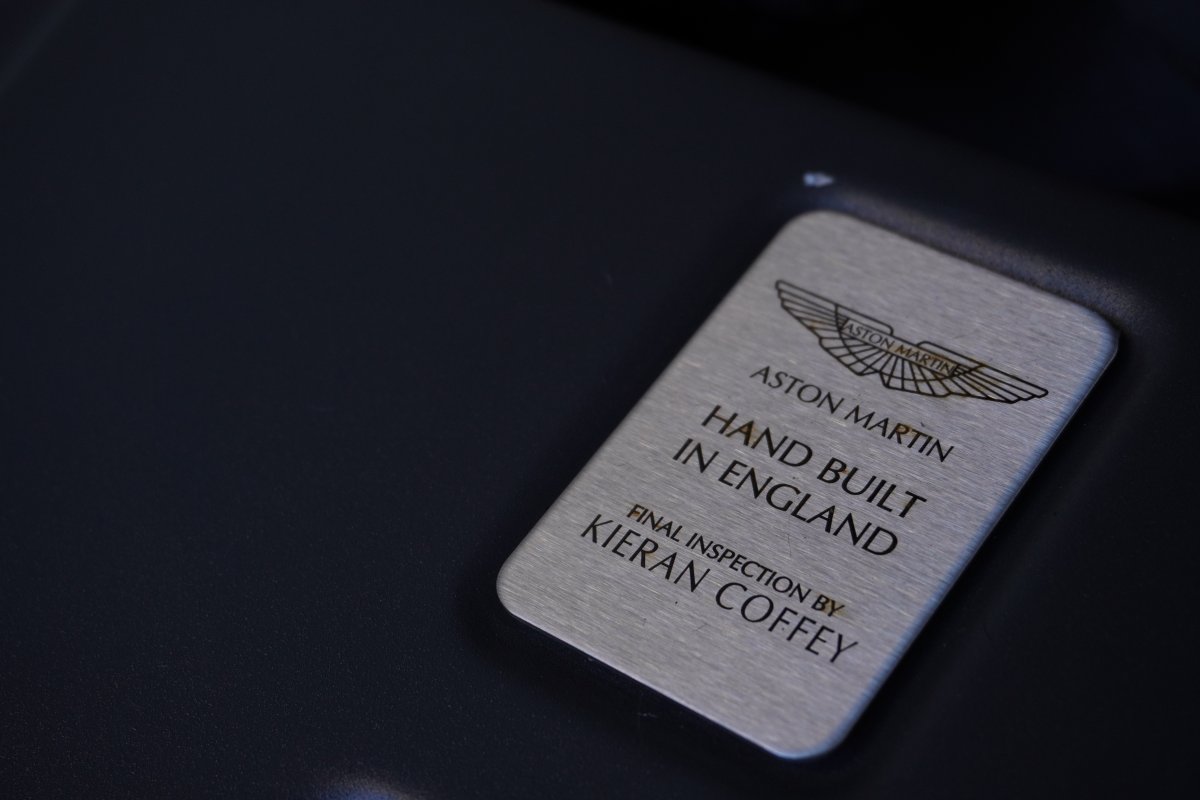 ASTON MARTIN
ASTON MARTIN
HAND BUILT
IN ENGLAND
FINAL INSPECTION BY
KIERAN COFFEY